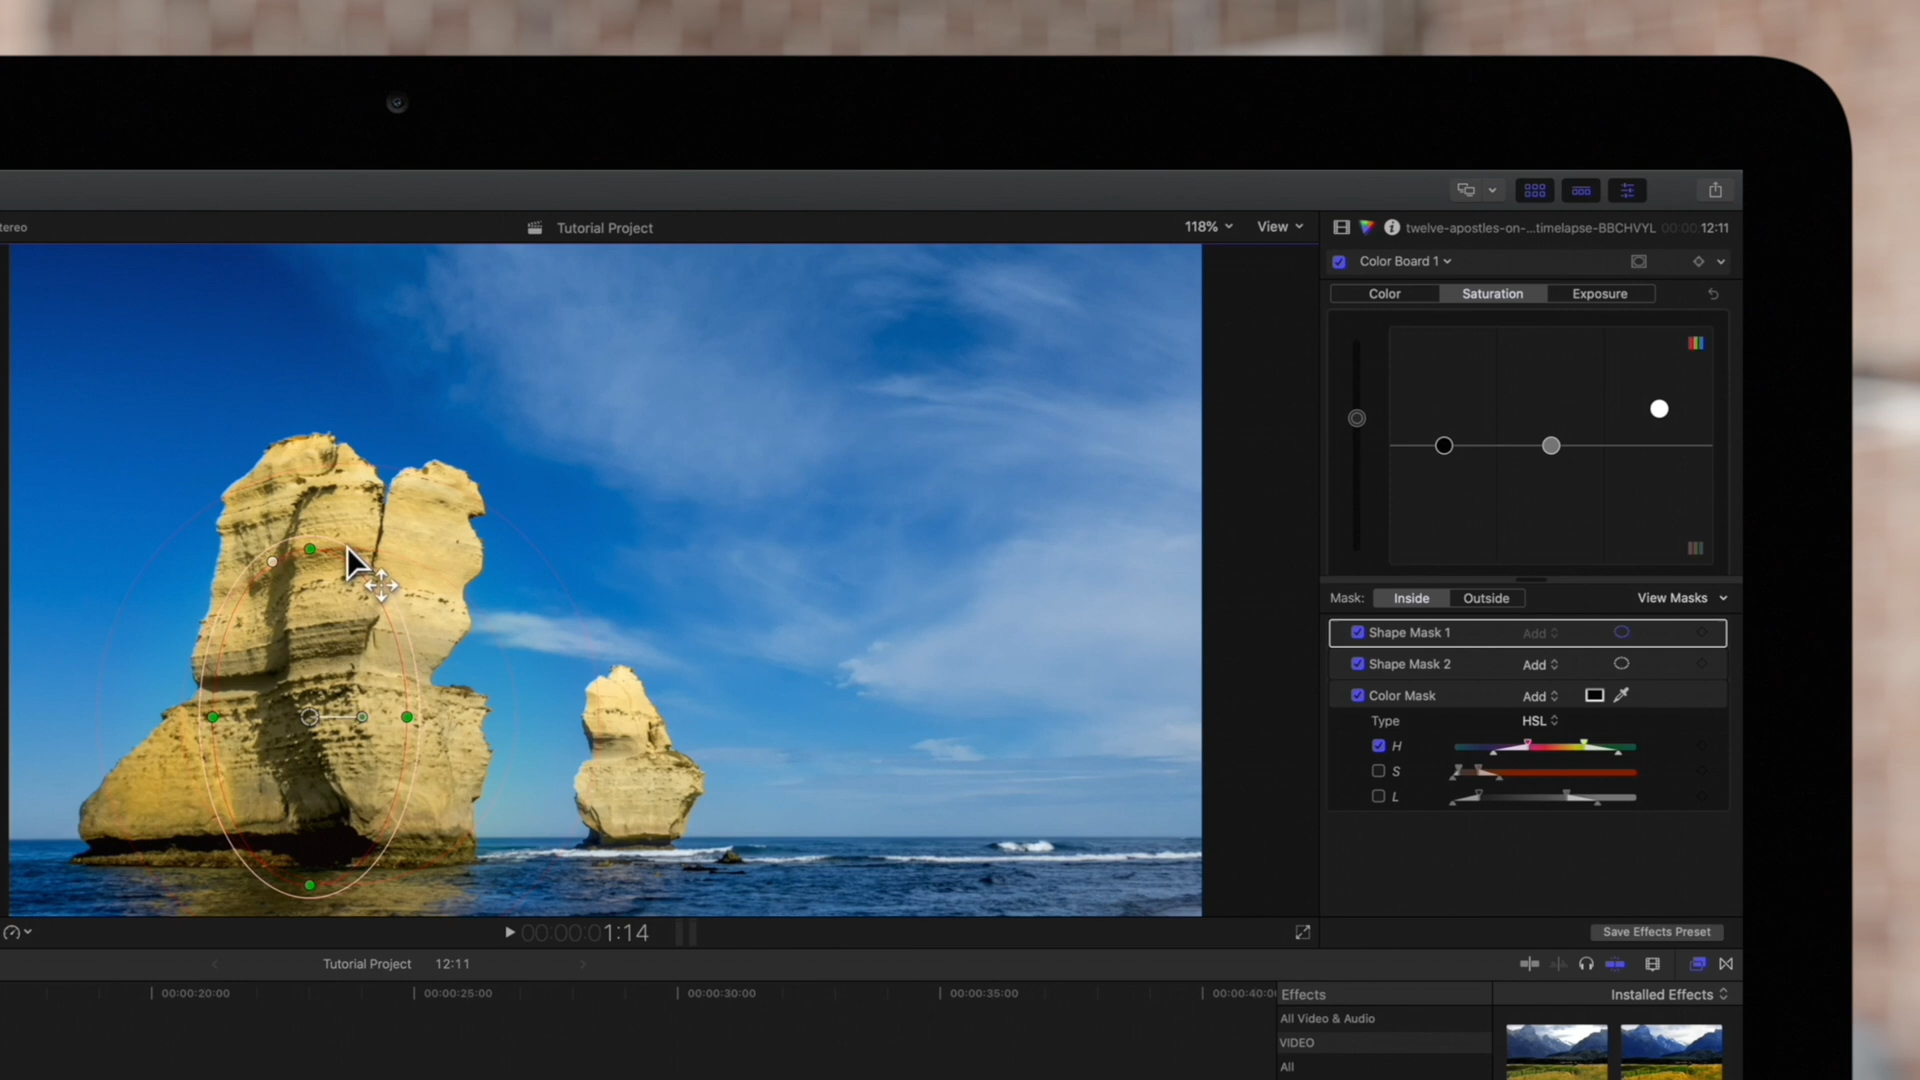 tereo
Tutorial Project
118%
View
twelve-apostles-on-...timelapse-BBCHVYL
00:00:12:11
Color Board 1
Color
Saturation
Exposure
Mask:
Inside
Outside
View Masks
Shape Mask 1
Add
Shape Mask 2
Add
Color Mask
Add
Type
HSL
H
S
L
00:00:01:14
Save Effects Preset
Tutorial Project
12:11
00:00:20:00
00:00:25:00
00:00:30:00
00:00:35:00
00:00:40:0
Effects
Installed Effects
All Video & Audio
VIDEO
All